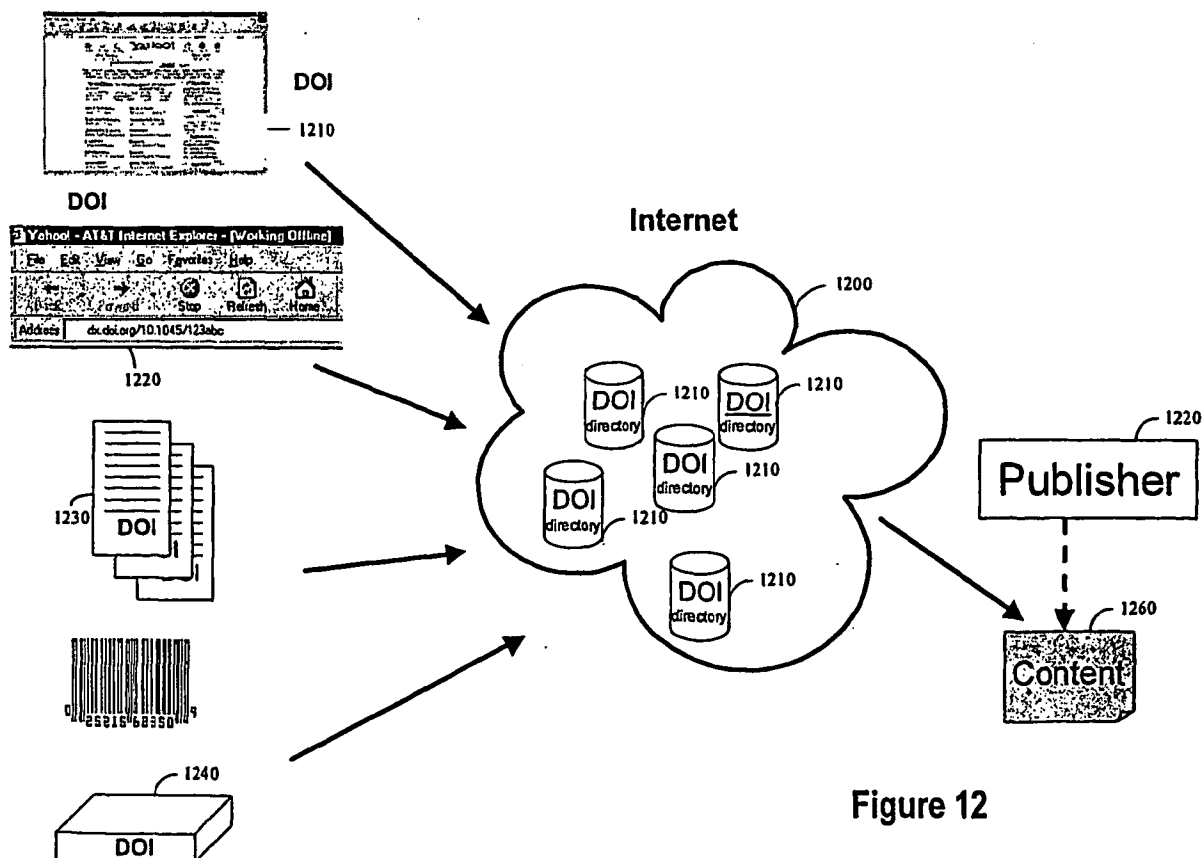 Yahoo!
DOI
1210
DOI
Yahoo! - AT&T Internet Explorer - [Working Offline]
File Edit View Go Favorites Help
Stop Refresh Home
Address dx.doi.org/10.1045/123abc
1220
1230
DOI
1240
DOI
Internet
1200
DOI
directory
1210
DOI
directory
1210
DOI
directory
1210
DOI
directory
1210
DOI
directory
1210
1220
Publisher
1260
Content
Figure 12